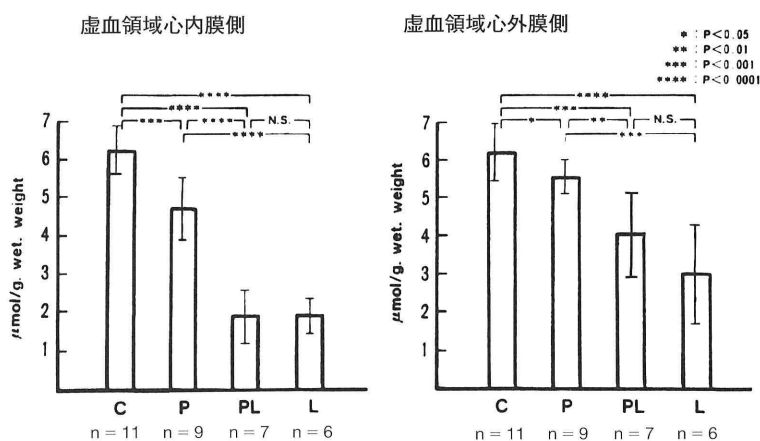 虚血領域心内膜側
虚血領域心外膜側
* : P<0.05
** : P<0.01
*** : P<0.001
**** : P<0 0001
****
****
*** **** N.S.
****
μmol/g. wet. weight
7
6
5
4
3
2
1
C P PL L
n = 11 n = 9 n = 7 n = 6
****
***
* ** N.S.
***
μmol/g. wet. weight
7
6
5
4
3
2
1
C P PL L
n = 11 n = 9 n = 7 n = 6